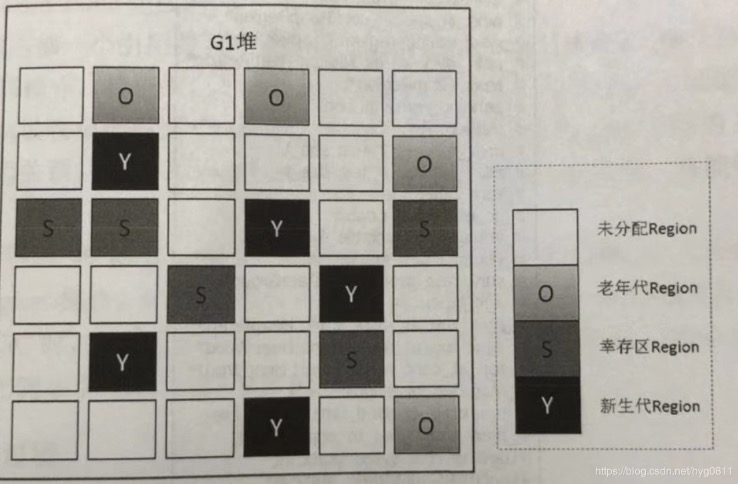 G1堆
O O
Y O
S S Y S
S Y
Y S
Y O
未分配Region
O 老年代Region
S 幸存区Region
Y 新生代Region
https://blog.csdn.net/hyg0811